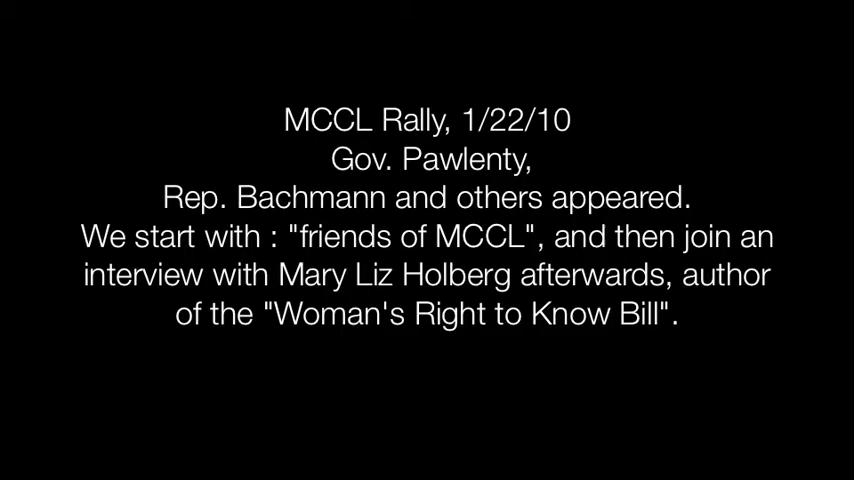 MCCL Rally, 1/22/10
Gov. Pawlenty,
Rep. Bachmann and others appeared.
We start with : "friends of MCCL", and then join an
interview with Mary Liz Holberg afterwards, author
of the "Woman's Right to Know Bill".